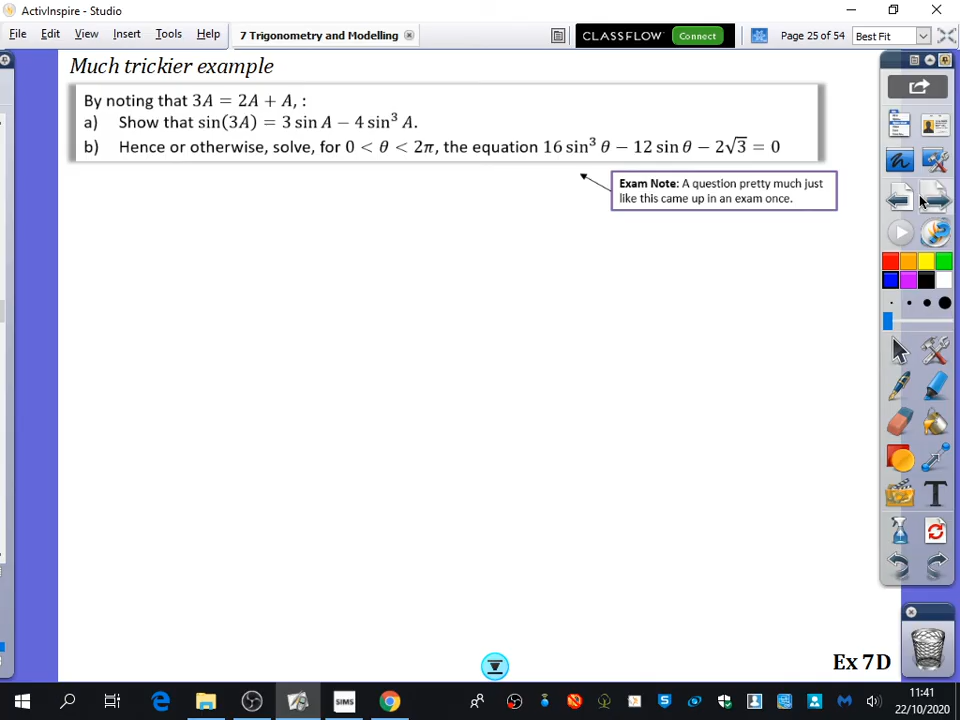 ActivInspire - Studio
File Edit View Insert Tools Help
7 Trigonometry and Modelling
CLASSFLOW Connect
Page 25 of 54
Best Fit
Much trickier example
By noting that 3A = 2A + A, :
a) Show that sin(3A) = 3 sin A − 4 sin³ A.
b) Hence or otherwise, solve, for 0 < θ < 2π, the equation 16 sin³ θ − 12 sin θ − 2√3 = 0
Exam Note: A question pretty much just
like this came up in an exam once.
Ex 7D
SIMS
11:41
22/10/2020